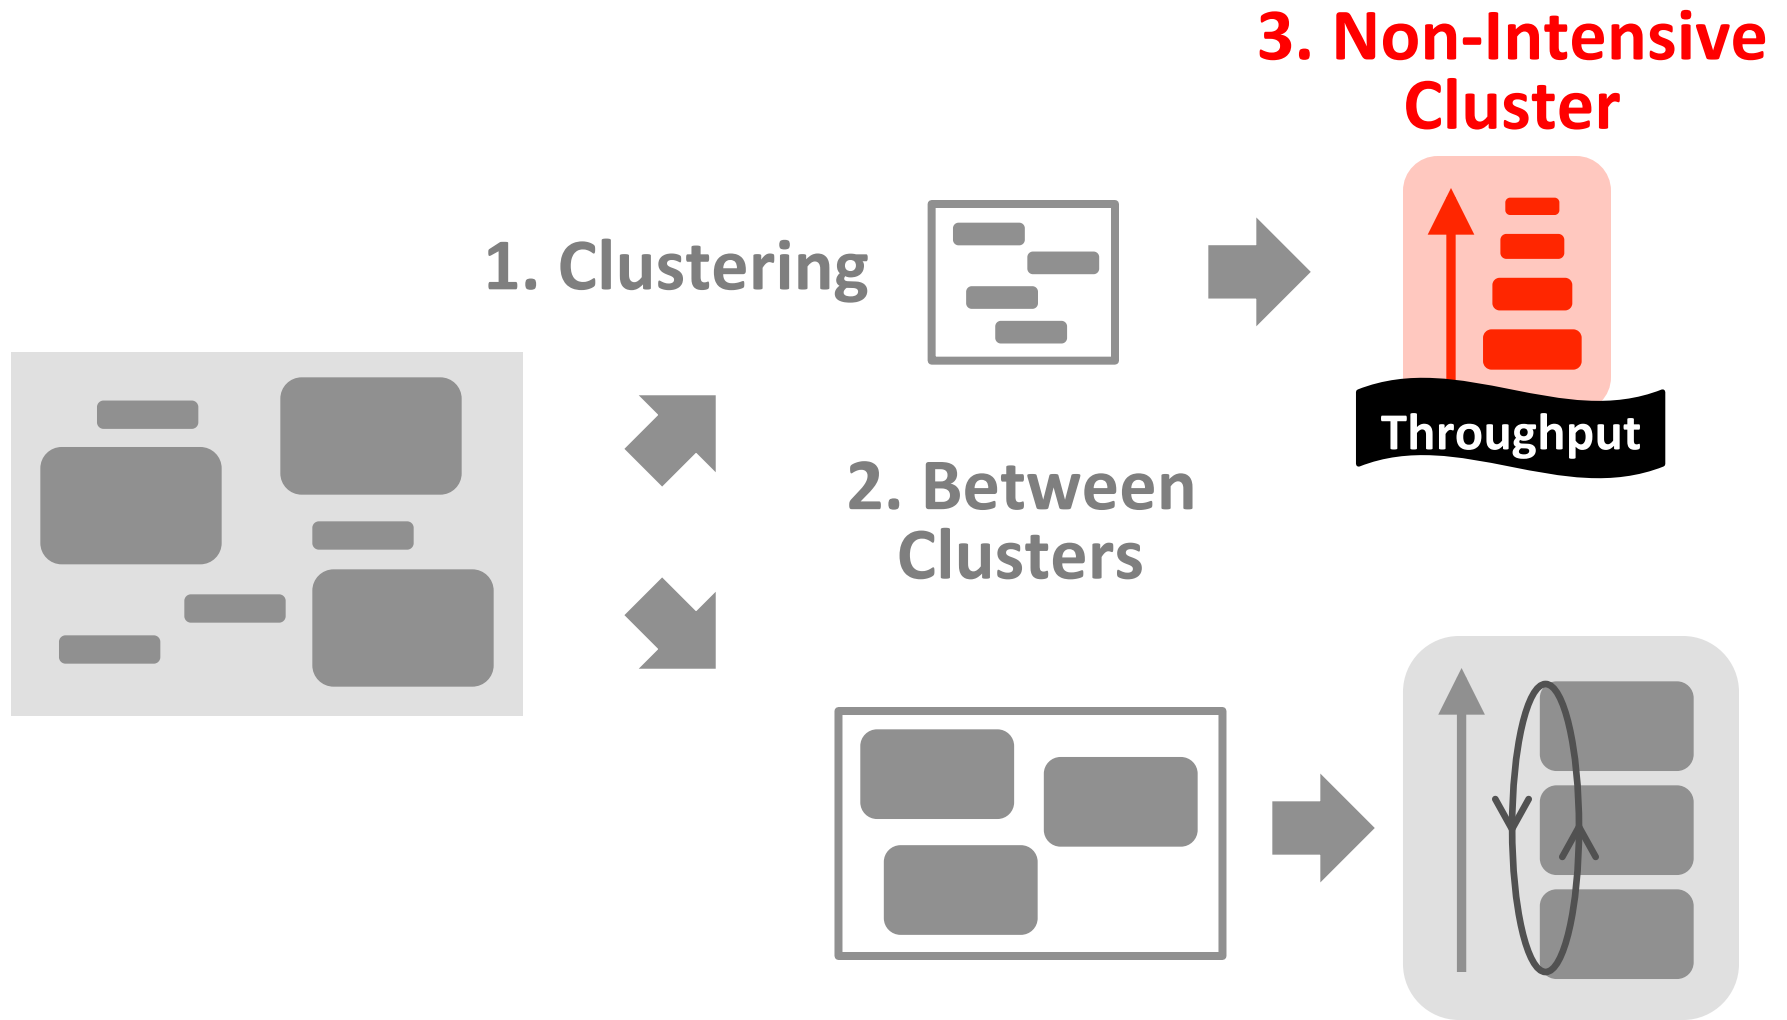 3. Non-Intensive
Cluster
1. Clustering
Throughput
2. Between
Clusters